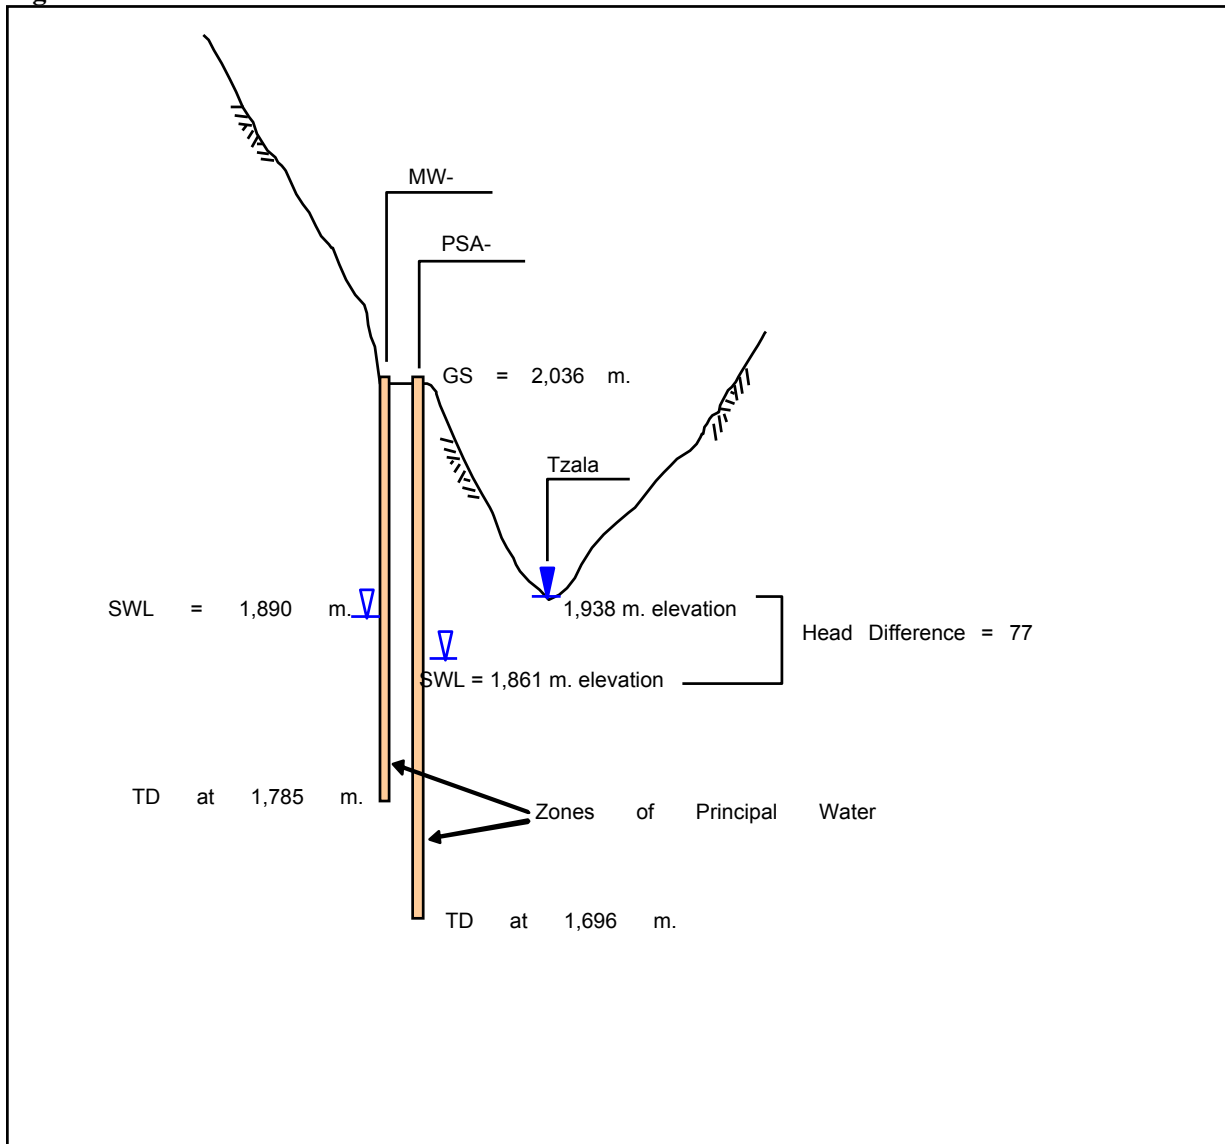 MW-
PSA-
GS = 2,036 m.
Tzala
SWL = 1,890 m.
1,938 m. elevation
Head Difference = 77
SWL = 1,861 m. elevation
TD at 1,785 m.
Zones of Principal Water
TD at 1,696 m.